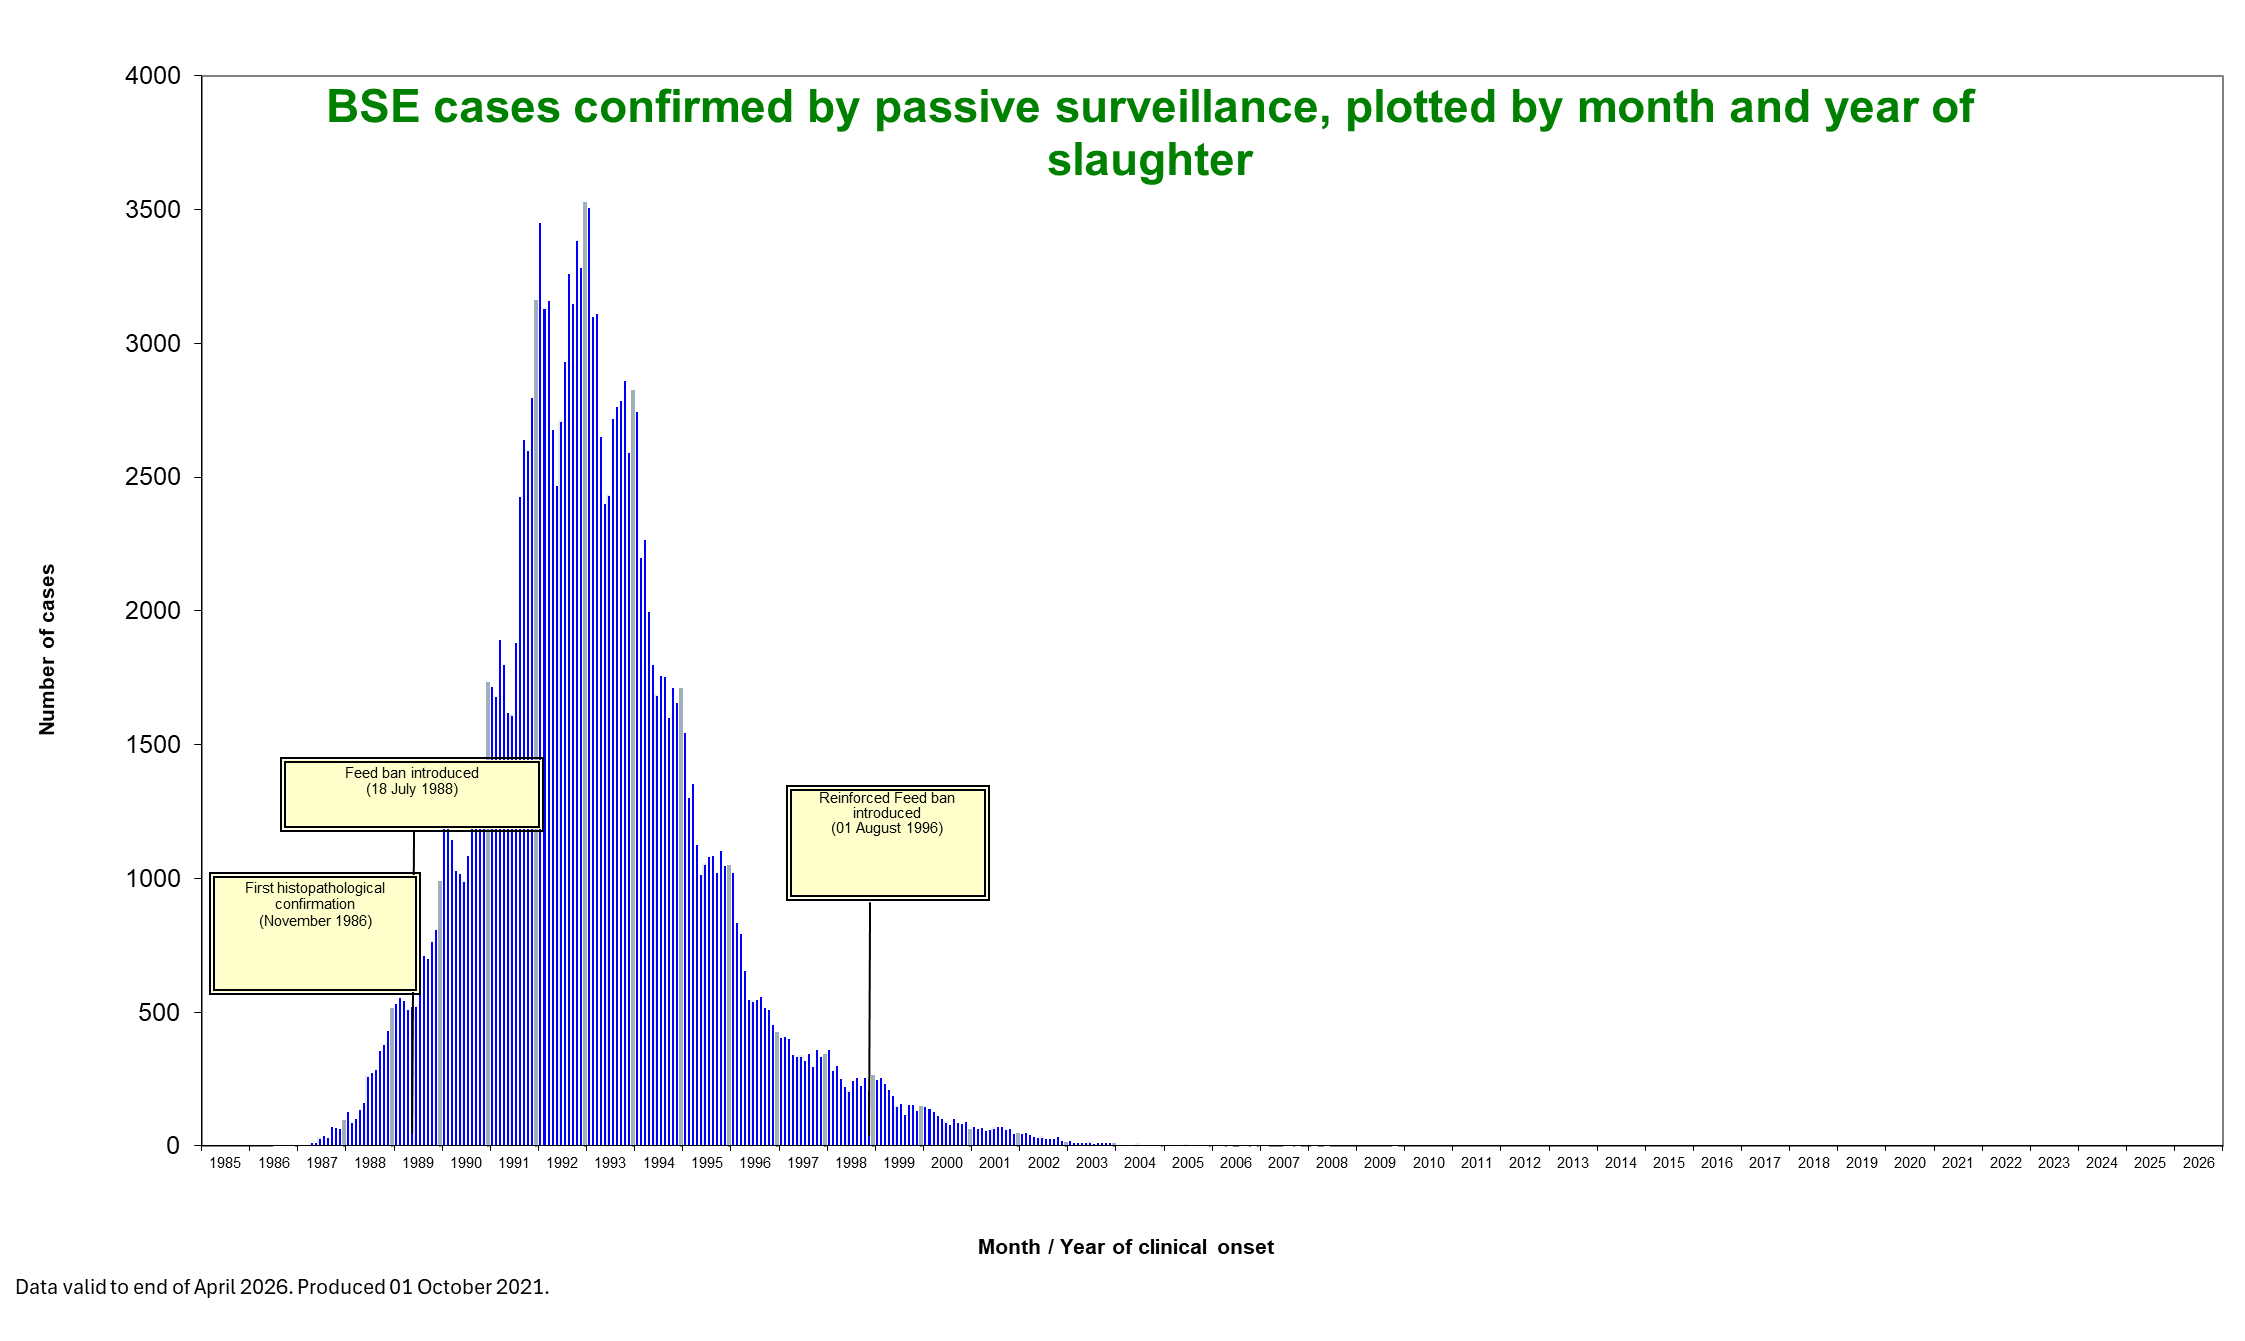 BSE cases confirmed by passive surveillance, plotted by month and year of
slaughter
4000
3500
3000
2500
2000
1500
1000
500
0
Number of cases
Feed ban introduced
(18 July 1988)
First histopathological
confirmation
(November 1986)
Reinforced Feed ban
introduced
(01 August 1996)
1985 1986 1987 1988 1989 1990 1991 1992 1993 1994 1995 1996 1997 1998 1999 2000 2001 2002 2003 2004 2005 2006 2007 2008 2009 2010 2011 2012 2013 2014 2015 2016 2017 2018 2019 2020 2021 2022 2023 2024 2025 2026
Month / Year of clinical onset
Data valid to end of April 2026. Produced 01 October 2021.